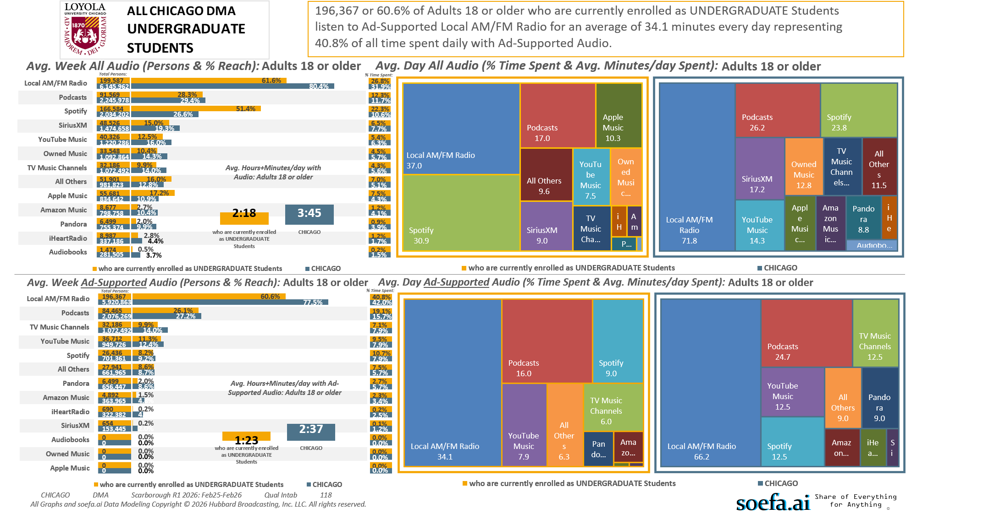 LOYOLA
UNIVERSITY CHICAGO
1870
AD • MAJOREM • DEI • GLORIAM
ALL CHICAGO DMA
UNDERGRADUATE
STUDENTS
196,367 or 60.6% of Adults 18 or older who are currently enrolled as UNDERGRADUATE Students
listen to Ad-Supported Local AM/FM Radio for an average of 34.1 minutes every day representing
40.8% of all time spent daily with Ad-Supported Audio.
Avg. Week All Audio (Persons & % Reach): Adults 18 or older
Total Persons:
% Time Spent:
Local AM/FM Radio 199,587 61.6% 26.8%
6,145,962 80.4% 31.9%
Podcasts 91,569 28.3% 12.3%
2,245,978 29.4% 11.7%
Spotify 166,584 51.4% 22.3%
2,034,202 26.6% 10.6%
SiriusXM 48,526 15.0% 6.5%
1,474,658 19.3% 7.7%
YouTube Music 40,326 12.5% 5.4%
1,220,286 16.0% 6.3%
Owned Music 33,548 10.4% 4.5%
1,092,864 14.3% 5.7%
TV Music Channels 32,186 9.9% 4.3%
1,072,492 14.0% 5.6%
All Others 51,901 16.0% 7.0%
981,823 12.8% 5.1%
Apple Music 55,681 17.2% 7.5%
834,642 10.9% 4.3%
Amazon Music 8,677 2.7% 1.2%
798,758 10.4% 4.1%
Pandora 6,499 2.0% 0.9%
755,374 9.9% 3.9%
iHeartRadio 8,987 2.8% 1.2%
337,186 4.4% 1.7%
Audiobooks 1,474 0.5% 0.2%
281,505 3.7% 1.5%
Avg. Hours+Minutes/day with
Audio: Adults 18 or older
2:18
3:45
who are currently enrolled
as UNDERGRADUATE
Students
CHICAGO
who are currently enrolled as UNDERGRADUATE Students
CHICAGO
Avg. Day All Audio (% Time Spent & Avg. Minutes/day Spent): Adults 18 or older
Local AM/FM Radio
37.0
Spotify
30.9
Podcasts
17.0
Apple
Music
10.3
All Others
9.6
SiriusXM
9.0
YouTu
be
Music
7.5
Own
ed
Musi
c...
TV
Music
Cha...
i
H
A
m
P...
Local AM/FM
Radio
71.8
Podcasts
26.2
Spotify
23.8
SiriusXM
17.2
YouTube
Music
14.3
Owned
Music
12.8
TV
Music
Chann
els...
All
Other
s
11.5
Appl
e
Musi
c...
Ama
zon
Mus
ic...
Pando
ra
8.8
i
H
e
Audiobo...
who are currently enrolled as UNDERGRADUATE Students
CHICAGO
Avg. Week Ad-Supported Audio (Persons & % Reach): Adults 18 or older
Total Persons:
% Time Spent:
Local AM/FM Radio 196,367 60.6% 40.8%
5,920,863 77.5% 42.0%
Podcasts 84,465 26.1% 19.1%
2,076,269 27.2% 15.7%
TV Music Channels 32,186 9.9% 7.1%
1,072,492 14.0% 7.9%
YouTube Music 36,712 11.3% 9.5%
949,726 12.4% 7.9%
Spotify 26,436 8.2% 10.7%
701,361 9.2% 7.9%
All Others 27,941 8.6% 7.5%
661,965 8.7% 5.7%
Pandora 6,499 2.0% 2.7%
656,447 8.6% 5.7%
Amazon Music 4,892 1.5% 2.3%
363,965 3.4%
iHeartRadio 690 0.2% 0.2%
322,382 2.5%
SiriusXM 654 0.2% 0.1%
153,445 1.2%
Audiobooks 0 0.0% 0.0%
0 0.0% 0.0%
Owned Music 0 0.0% 0.0%
0 0.0% 0.0%
Apple Music 0 0.0% 0.0%
0 0.0% 0.0%
Avg. Hours+Minutes/day with Ad-
Supported Audio: Adults 18 or older
1:23
2:37
who are currently enrolled
as UNDERGRADUATE
Students
CHICAGO
who are currently enrolled as UNDERGRADUATE Students
CHICAGO
Avg. Day Ad-Supported Audio (% Time Spent & Avg. Minutes/day Spent): Adults 18 or older
Local AM/FM Radio
34.1
Podcasts
16.0
Spotify
9.0
YouTube
Music
7.9
All
Other
s
6.3
TV Music
Channels
6.0
Pan
do...
Ama
zo...
Local AM/FM Radio
66.2
Podcasts
24.7
TV Music
Channels
12.5
YouTube
Music
12.5
Spotify
12.5
All
Others
9.0
Pando
ra
9.0
Amaz
on...
iHe
a...
S
i
who are currently enrolled as UNDERGRADUATE Students
CHICAGO
CHICAGO DMA Scarborough R1 2026: Feb25-Feb26 Qual Intab 118
All Graphs and soefa.ai Data Modeling Copyright © 2026 Hubbard Broadcasting, Inc. LLC. All rights reserved.
soefa.ai
Share of Everything
for Anything
©